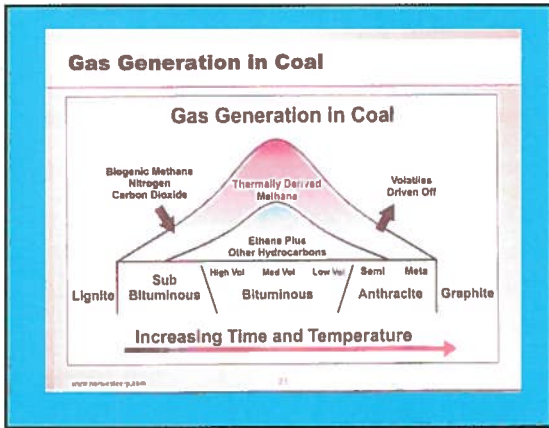 Gas Generation in Coal
Gas Generation in Coal
Biogenic Methane
Nitrogen
Carbon Dioxide
Thermally Derived
Methane
Volatiles
Driven Off
Ethane Plus
Other Hydrocarbons
High Vol Med Vol Low Vol Semi Meta
Lignite Sub Bituminous Bituminous Anthracite Graphite
Increasing Time and Temperature
21